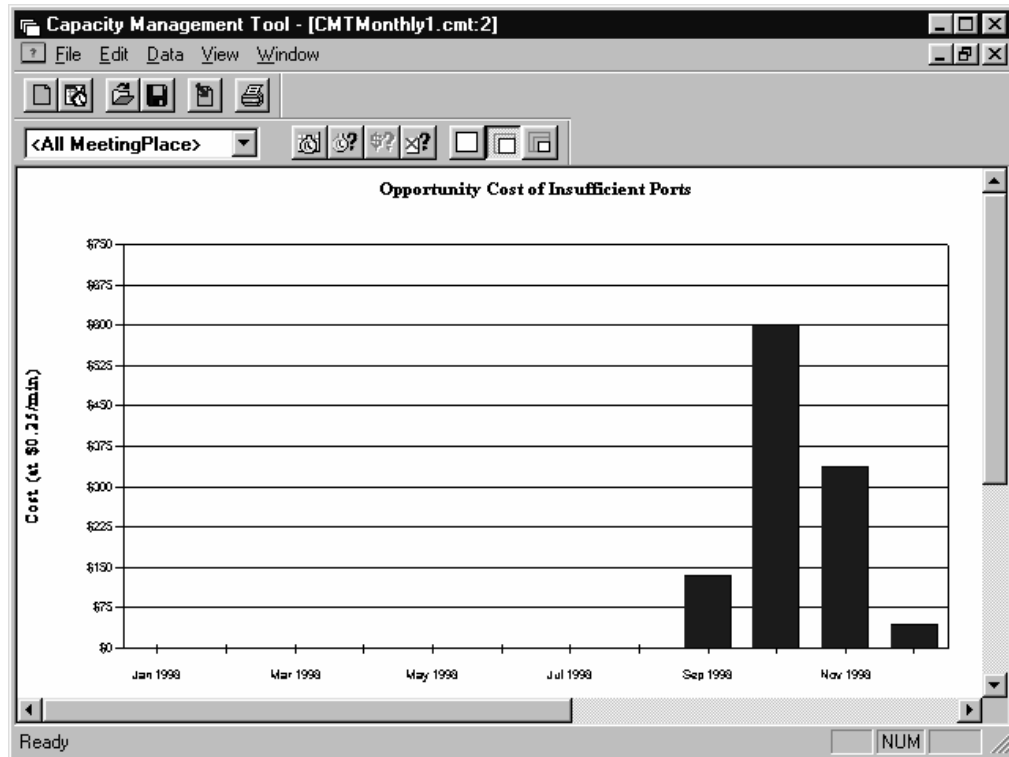 Capacity Management Tool - [CMTMonthly1.cmt:2]
File Edit Data View Window
<All MeetingPlace>
Opportunity Cost of Insufficient Ports
Cost (at $0.25/min)
$750
$675
$600
$525
$450
$375
$300
$225
$150
$75
$0
Jan 1998 Mar 1998 May 1998 Jul 1998 Sep 1998 Nov 1998
Ready NUM